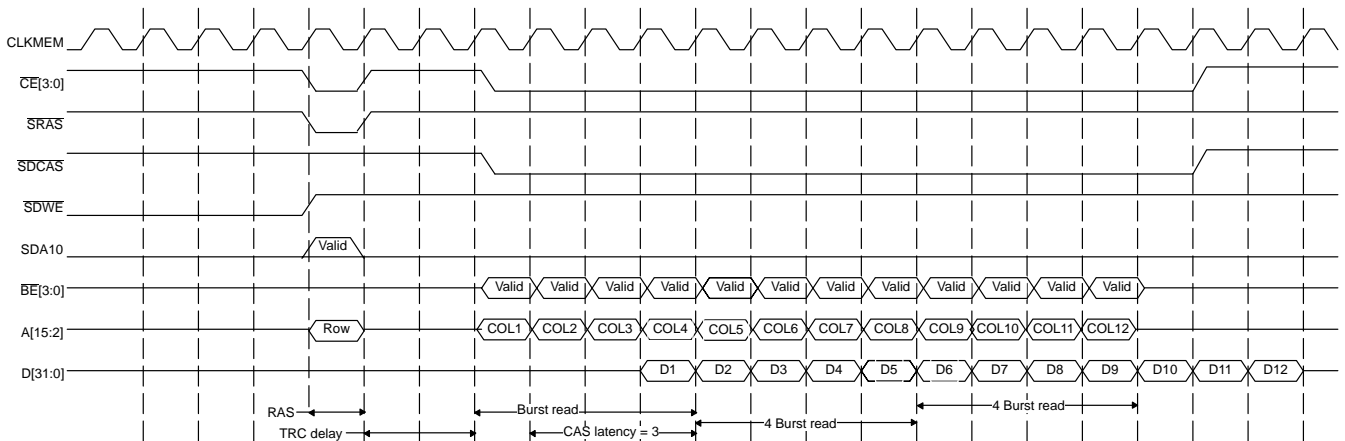 CLKMEM
CE[3:0]
SRAS
SDCAS
SDWE
SDA10 Valid
BE[3:0] Valid Valid Valid Valid Valid Valid Valid Valid Valid Valid Valid Valid
A[15:2] Row COL1 COL2 COL3 COL4 COL5 COL6 COL7 COL8 COL9 COL10 COL11 COL12
D[31:0] D1 D2 D3 D4 D5 D6 D7 D8 D9 D10 D11 D12
RAS Burst read 4 Burst read
TRC delay CAS latency = 3 4 Burst read